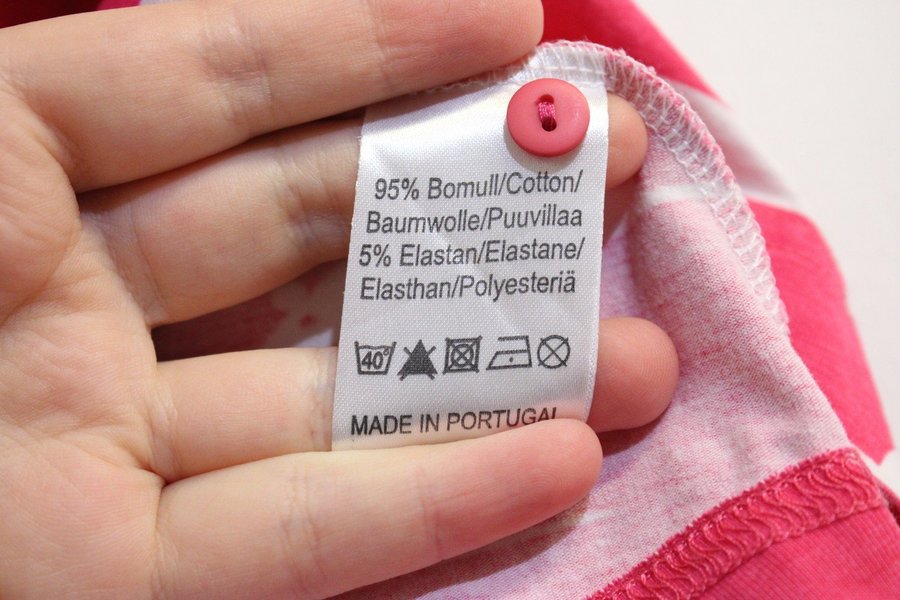 95% Bomull/Cotton/
Baumwolle/Puuvillaa
5% Elastan/Elastane/
Elasthan/Polyesteriä
40°
MADE IN PORTUGAL